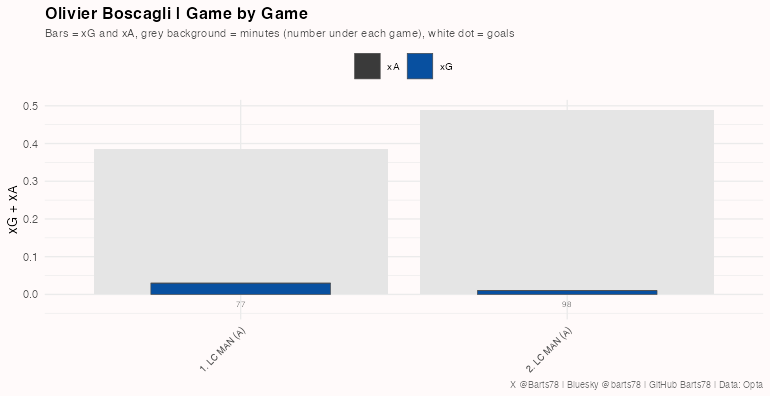 Olivier Boscagli | Game by Game
Bars = xG and xA, grey background = minutes (number under each game), white dot = goals
xA xG
xG + xA
0.5
0.4
0.3
0.2
0.1
0.0
77 98
1. LC MAN (A) 2. LC MAN (A)
X @Barts78 | Bluesky @barts78 | GitHub Barts78 | Data: Opta